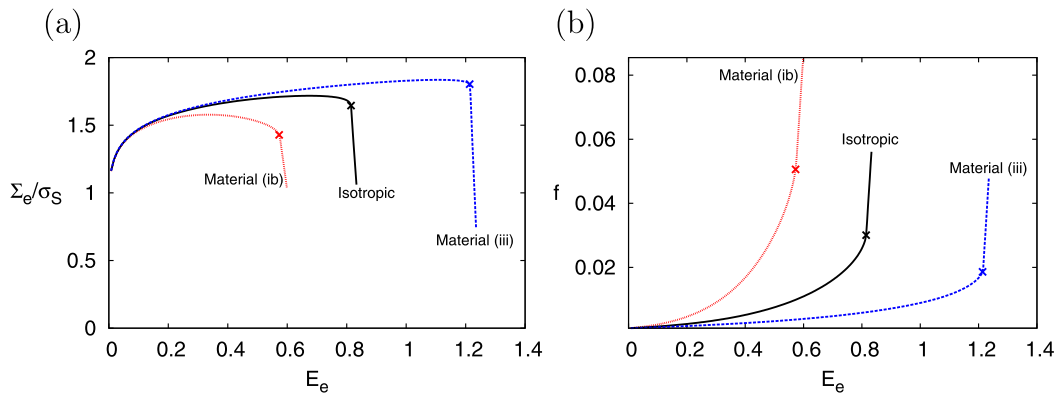 (a)
2
1.5
Σe/σS
1
0.5
0
Material (ib)
Isotropic
Material (iii)
0 0.2 0.4 0.6 0.8 1 1.2 1.4
Ee
(b)
0.08
0.06
f
0.04
0.02
Material (ib)
Isotropic
Material (iii)
0 0.2 0.4 0.6 0.8 1 1.2 1.4
Ee